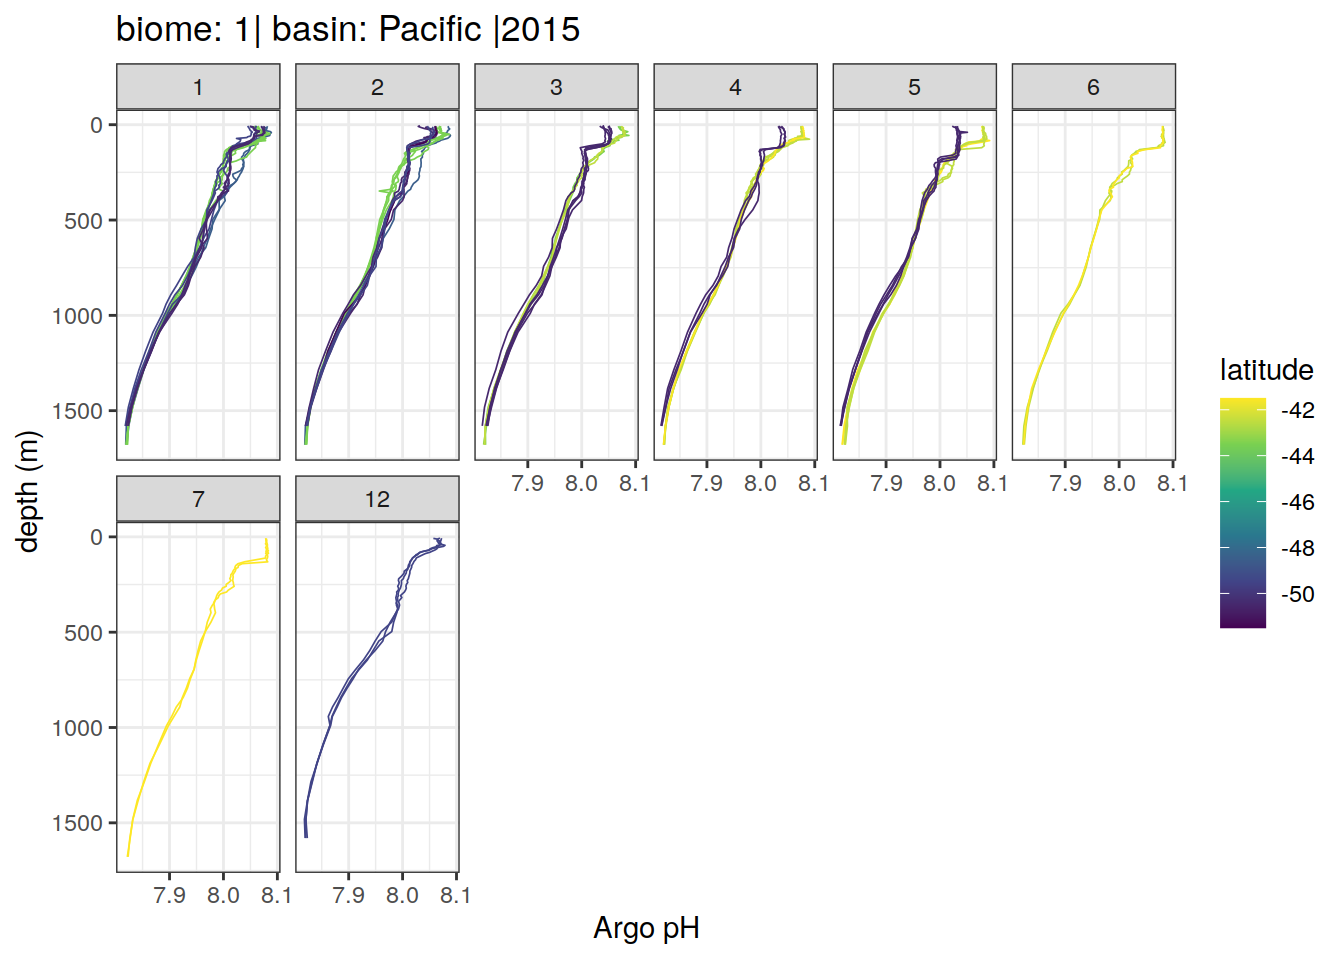 biome: 1| basin: Pacific |2015
1 2 3 4 5 6
0
500
1000
1500
7.9 8.0 8.1 7.9 8.0 8.1 7.9 8.0 8.1 7.9 8.0 8.1
7 12
0
500
1000
1500
7.9 8.0 8.1 7.9 8.0 8.1
depth (m)
Argo pH
latitude
-42
-44
-46
-48
-50